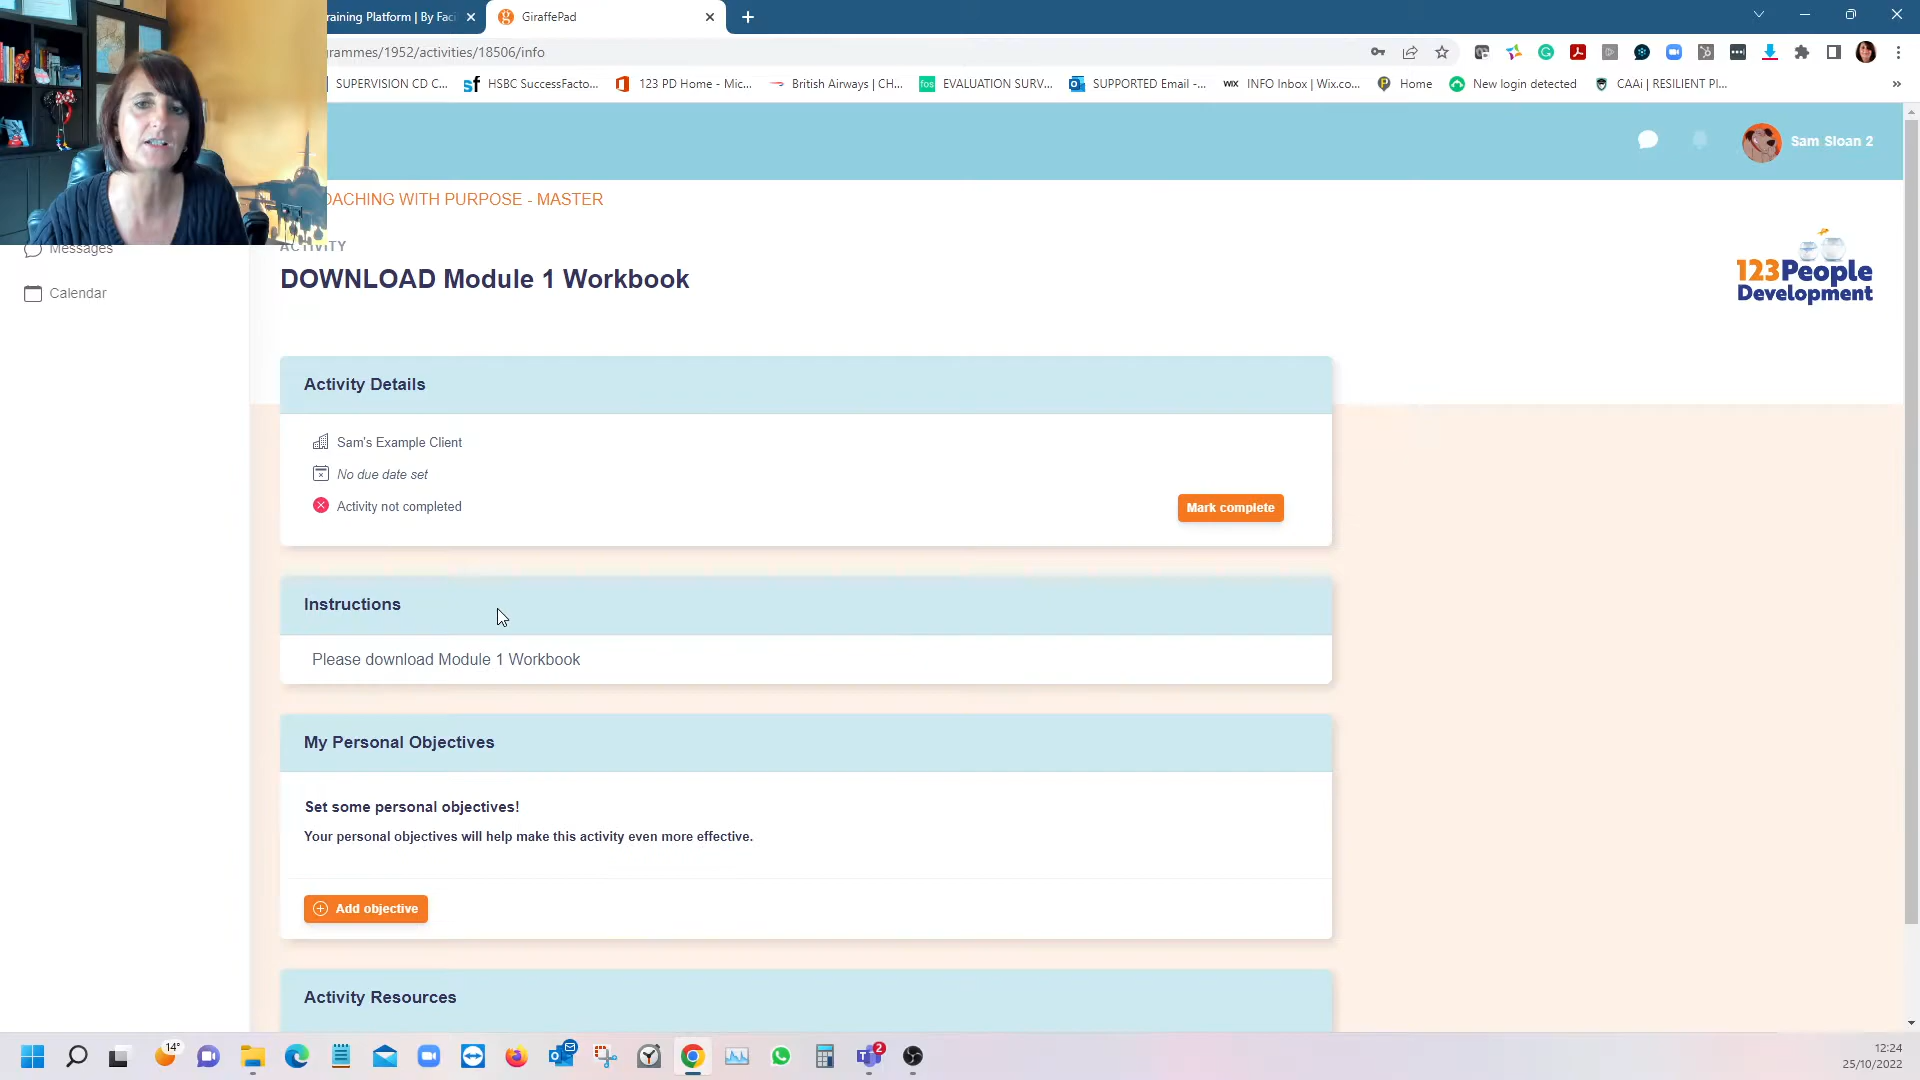 raining Platform | By Faci
GiraffePad
rammes/1952/activities/18506/info
SUPERVISION CD C...
HSBC SuccessFacto...
123 PD Home - Mic...
British Airways | CH...
EVALUATION SURV...
SUPPORTED Email -...
INFO Inbox | Wix.co...
Home
New login detected
CAAi | RESILIENT PI...
Sam Sloan 2
OACHING WITH PURPOSE - MASTER
ACTIVITY
DOWNLOAD Module 1 Workbook
123People
Development
Messages
Calendar
Activity Details
Sam's Example Client
No due date set
Activity not completed
Mark complete
Instructions
Please download Module 1 Workbook
My Personal Objectives
Set some personal objectives!
Your personal objectives will help make this activity even more effective.
Add objective
Activity Resources
14°
2
12:24
25/10/2022